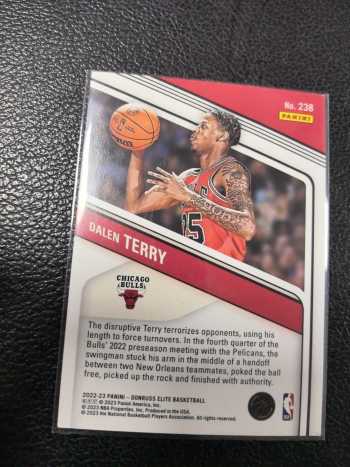 No. 238
PANINI
DALEN TERRY
CHICAGO
BULLS
The disruptive Terry terrorizes opponents, using his
length to force turnovers. In the fourth quarter of the
Bulls' 2022 preseason meeting with the Pelicans, the
swingman stuck his arm in the middle of a handoff
between two New Orleans teammates, poked the ball
free, picked up the rock and finished with authority.
2022-23 PANINI – DONRUSS ELITE BASKETBALL
© 2023 Panini America, Inc.
© 2023 NBA Properties, Inc. Produced in the USA.
© 2023 the National Basketball Players Association. All rights reserved.